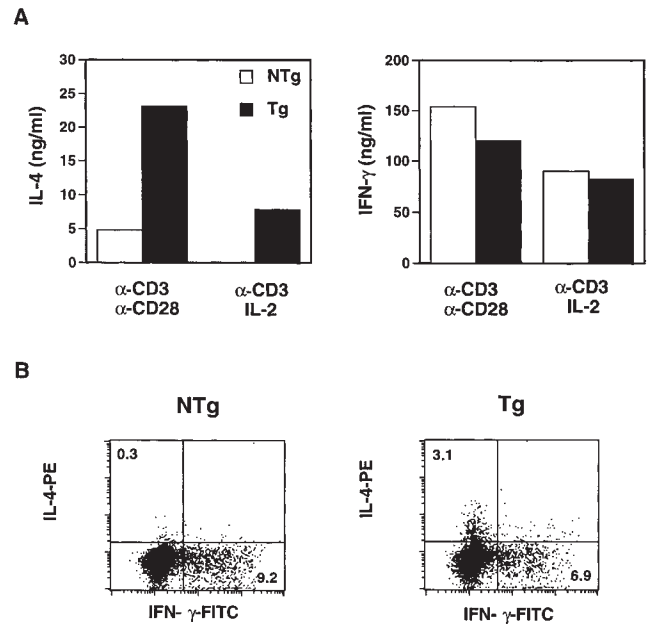 A
30
25
20
15
10
5
0
IL-4 (ng/ml)
NTg
Tg
α-CD3
α-CD28
α-CD3
IL-2
200
150
100
50
0
IFN-γ (ng/ml)
α-CD3
α-CD28
α-CD3
IL-2
B
NTg
IL-4-PE
0.3
9.2
IFN- γ-FITC
Tg
IL-4-PE
3.1
6.9
IFN- γ-FITC